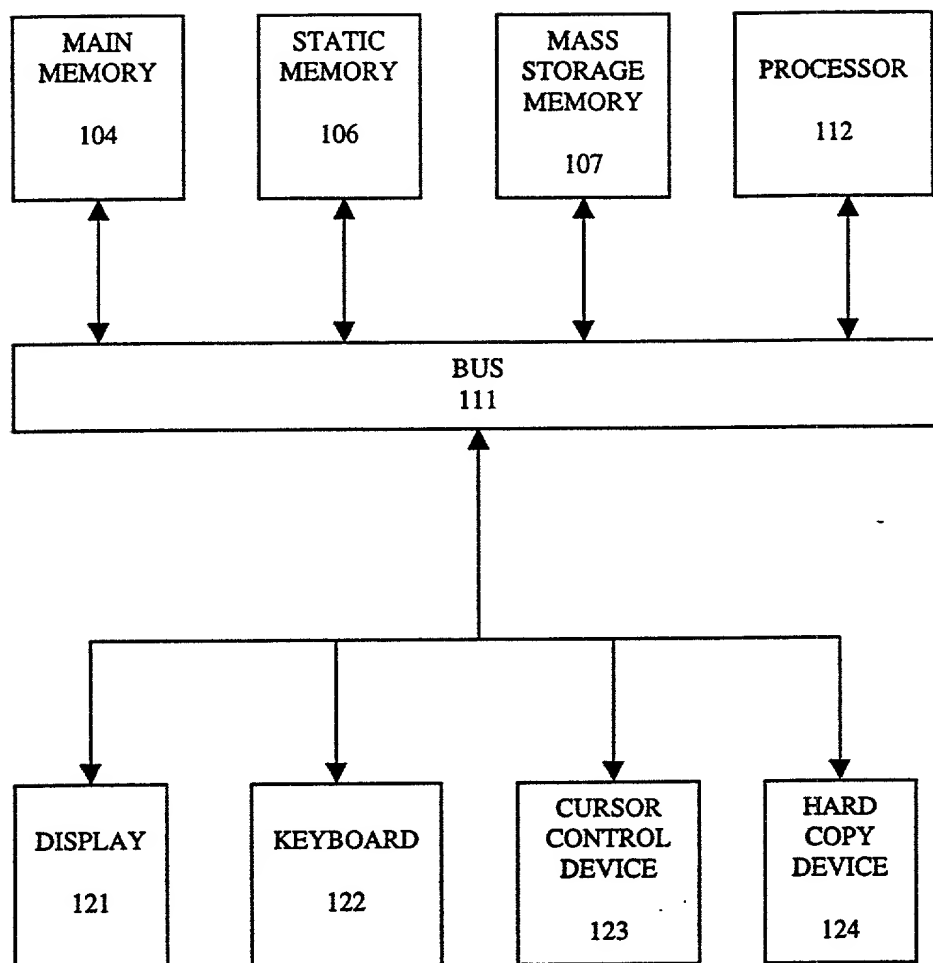 MAIN
MEMORY
104
STATIC
MEMORY
106
MASS
STORAGE
MEMORY
107
PROCESSOR
112
BUS
111
DISPLAY
121
KEYBOARD
122
CURSOR
CONTROL
DEVICE
123
HARD
COPY
DEVICE
124